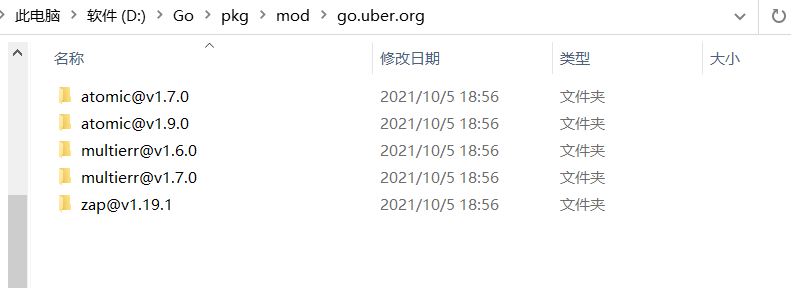 此电脑 > 软件 (D:) > Go > pkg > mod > go.uber.org
名称 修改日期 类型 大小
atomic@v1.7.0 2021/10/5 18:56 文件夹
atomic@v1.9.0 2021/10/5 18:56 文件夹
multierr@v1.6.0 2021/10/5 18:56 文件夹
multierr@v1.7.0 2021/10/5 18:56 文件夹
zap@v1.19.1 2021/10/5 18:56 文件夹